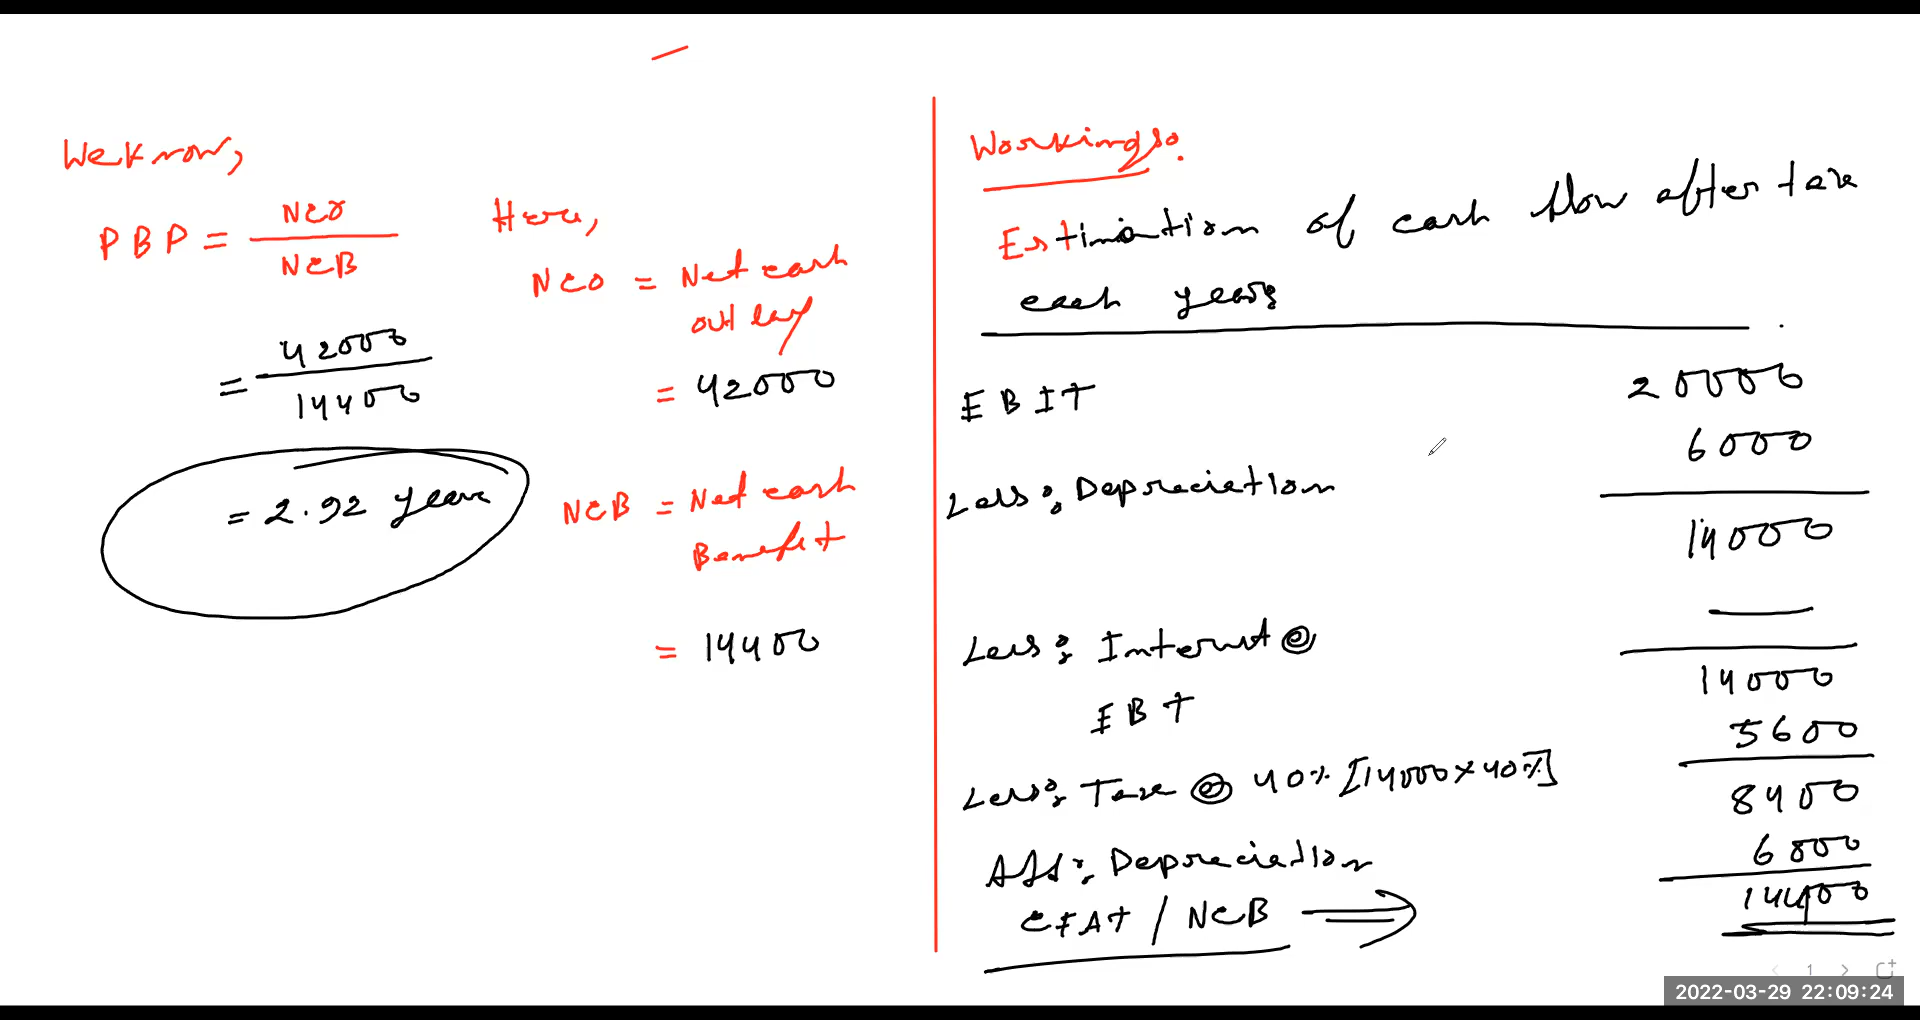 We know,
PBP = NCO / NCB
= 42000 / 14400
= 2.92 years
Here,
NCO = Net cash
outlay
= 42000
NCB = Net cash
Benefit
= 14400
Workings:
Estimation of cash flow after tax
each years
EBIT 20000
Less: Depreciation 6000
14000
Less: Interest @ —
EBT 14000
Less: Tax @ 40% [14000×40%] 5600
8400
Add: Depreciation 6000
CFAT / NCB ⇒ 14400
1
2022-03-29 22:09:24